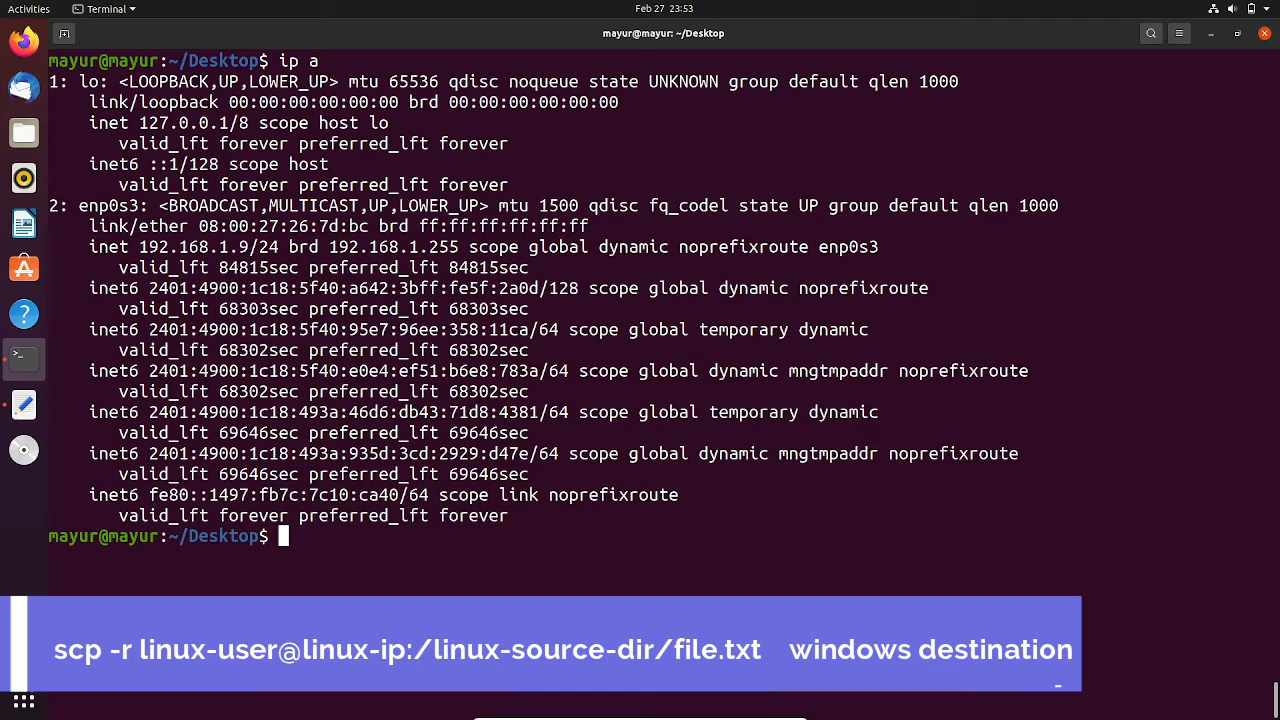 Activities Terminal Feb 27 23:53
mayur@mayur: ~/Desktop
mayur@mayur:~/Desktop$ ip a
1: lo: <LOOPBACK,UP,LOWER_UP> mtu 65536 qdisc noqueue state UNKNOWN group default qlen 1000
link/loopback 00:00:00:00:00:00 brd 00:00:00:00:00:00
inet 127.0.0.1/8 scope host lo
valid_lft forever preferred_lft forever
inet6 ::1/128 scope host
valid_lft forever preferred_lft forever
2: enp0s3: <BROADCAST,MULTICAST,UP,LOWER_UP> mtu 1500 qdisc fq_codel state UP group default qlen 1000
link/ether 08:00:27:26:7d:bc brd ff:ff:ff:ff:ff:ff
inet 192.168.1.9/24 brd 192.168.1.255 scope global dynamic noprefixroute enp0s3
valid_lft 84815sec preferred_lft 84815sec
inet6 2401:4900:1c18:5f40:a642:3bff:fe5f:2a0d/128 scope global dynamic noprefixroute
valid_lft 68303sec preferred_lft 68303sec
inet6 2401:4900:1c18:5f40:95e7:96ee:358:11ca/64 scope global temporary dynamic
valid_lft 68302sec preferred_lft 68302sec
inet6 2401:4900:1c18:5f40:e0e4:ef51:b6e8:783a/64 scope global dynamic mngtmpaddr noprefixroute
valid_lft 68302sec preferred_lft 68302sec
inet6 2401:4900:1c18:493a:46d6:db43:71d8:4381/64 scope global temporary dynamic
valid_lft 69646sec preferred_lft 69646sec
inet6 2401:4900:1c18:493a:935d:3cd:2929:d47e/64 scope global dynamic mngtmpaddr noprefixroute
valid_lft 69646sec preferred_lft 69646sec
inet6 fe80::1497:fb7c:7c10:ca40/64 scope link noprefixroute
valid_lft forever preferred_lft forever
mayur@mayur:~/Desktop$
scp -r linux-user@linux-ip:/linux-source-dir/file.txt windows destination
-